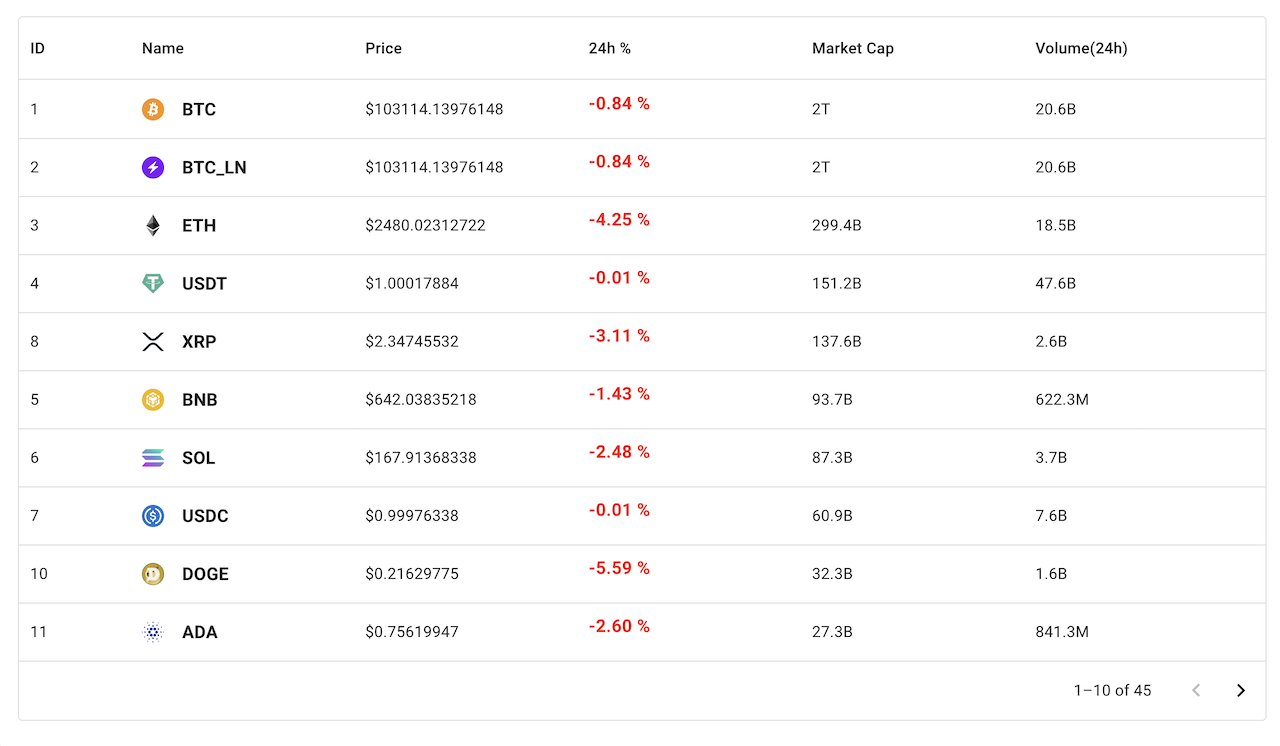 ID Name Price 24h % Market Cap Volume(24h)
1 BTC $103114.13976148 -0.84 % 2T 20.6B
2 BTC_LN $103114.13976148 -0.84 % 2T 20.6B
3 ETH $2480.02312722 -4.25 % 299.4B 18.5B
4 USDT $1.00017884 -0.01 % 151.2B 47.6B
8 XRP $2.34745532 -3.11 % 137.6B 2.6B
5 BNB $642.03835218 -1.43 % 93.7B 622.3M
6 SOL $167.91368338 -2.48 % 87.3B 3.7B
7 USDC $0.99976338 -0.01 % 60.9B 7.6B
10 DOGE $0.21629775 -5.59 % 32.3B 1.6B
11 ADA $0.75619947 -2.60 % 27.3B 841.3M
1–10 of 45